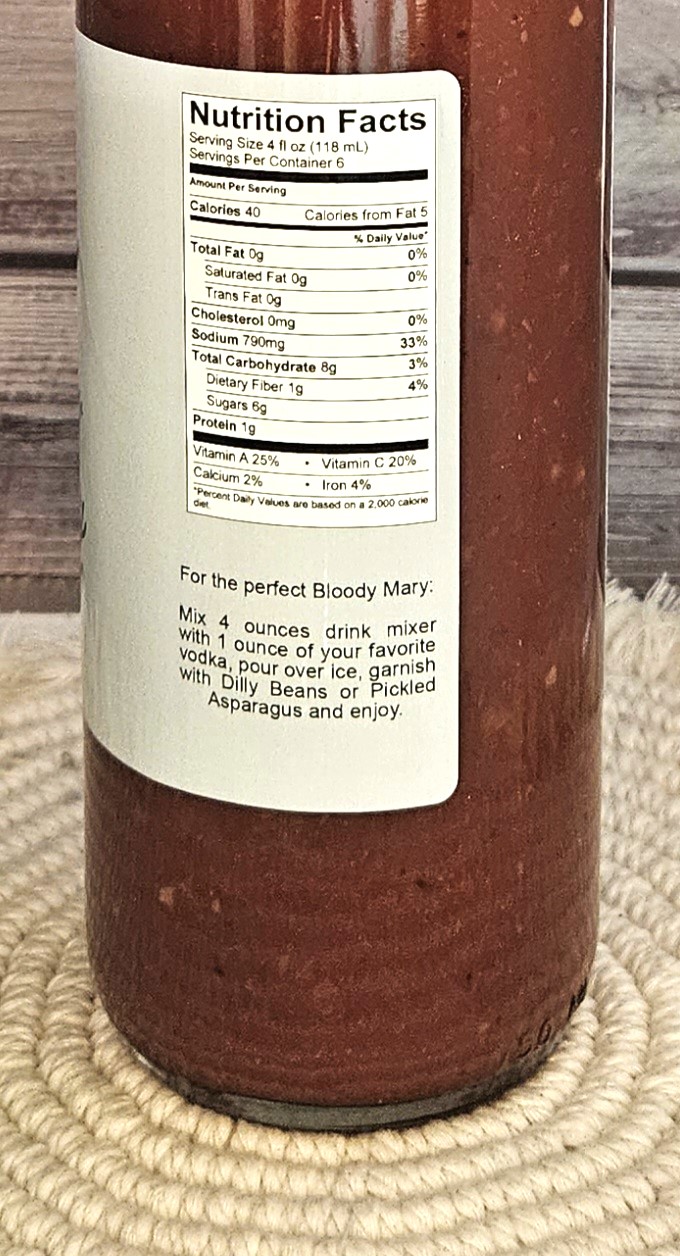 Nutrition Facts
Serving Size 4 fl oz (118 mL)
Servings Per Container 6
Amount Per Serving
Calories 40 Calories from Fat 5
% Daily Value*
Total Fat 0g 0%
Saturated Fat 0g 0%
Trans Fat 0g
Cholesterol 0mg 0%
Sodium 790mg 33%
Total Carbohydrate 8g 3%
Dietary Fiber 1g 4%
Sugars 6g
Protein 1g
Vitamin A 25% • Vitamin C 20%
Calcium 2% • Iron 4%
*Percent Daily Values are based on a 2,000 calorie
diet.
For the perfect Bloody Mary:
Mix 4 ounces drink mixer
with 1 ounce of your favorite
vodka, pour over ice, garnish
with Dilly Beans or Pickled
Asparagus and enjoy.